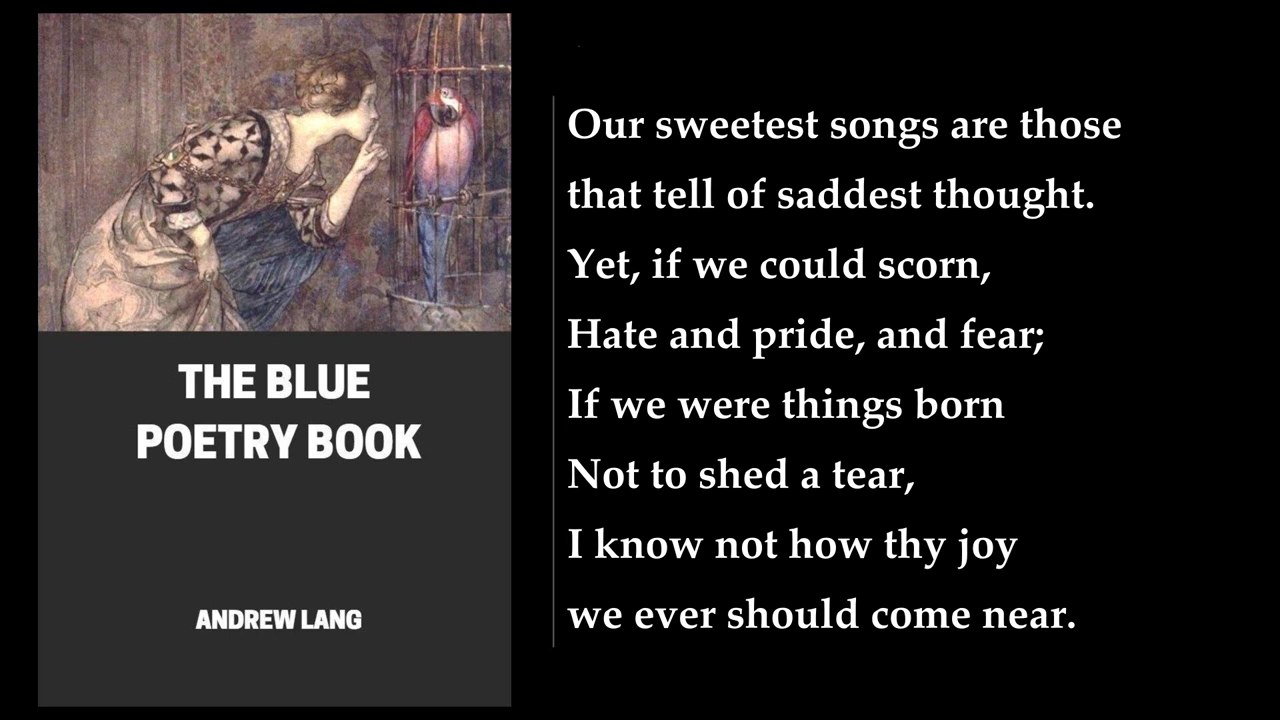 THE BLUE
POETRY BOOK
ANDREW LANG
Our sweetest songs are those
that tell of saddest thought.
Yet, if we could scorn,
Hate and pride, and fear;
If we were things born
Not to shed a tear,
I know not how thy joy
we ever should come near.